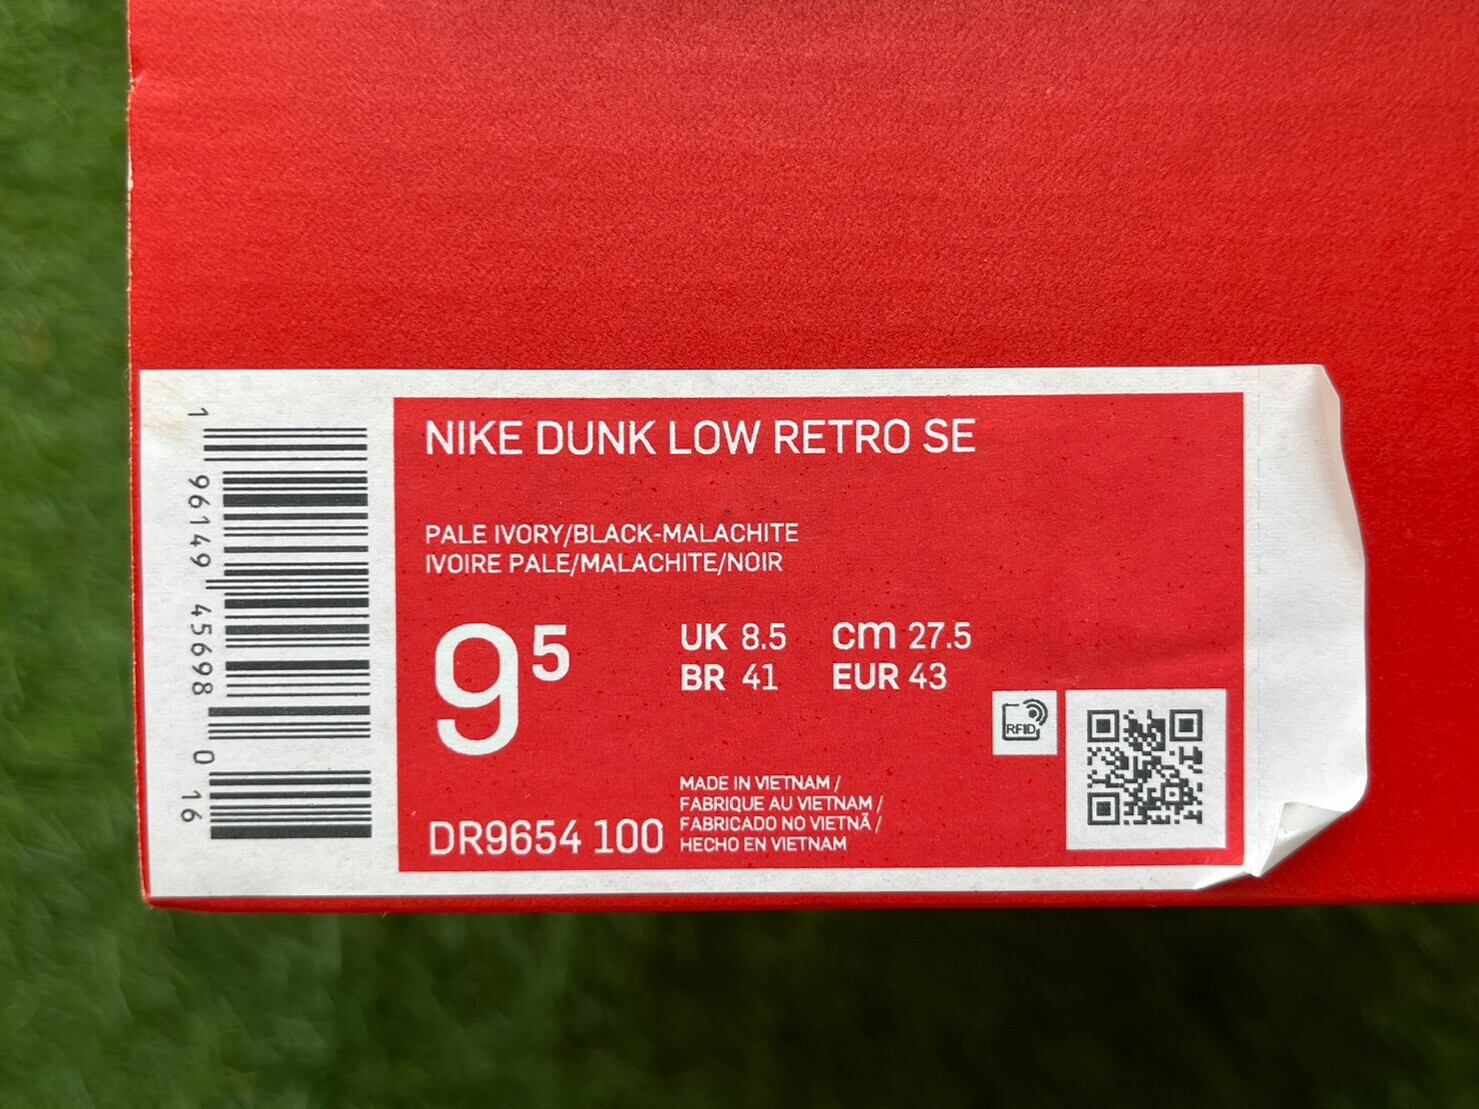 NIKE DUNK LOW RETRO SE
PALE IVORY/BLACK-MALACHITE
IVOIRE PALE/MALACHITE/NOIR
9 5
UK 8.5 cm 27.5
BR 41 EUR 43
RFID
DR9654 100
MADE IN VIETNAM /
FABRIQUE AU VIETNAM /
FABRICADO NO VIETNÃ /
HECHO EN VIETNAM
1 96149 45698 0 16